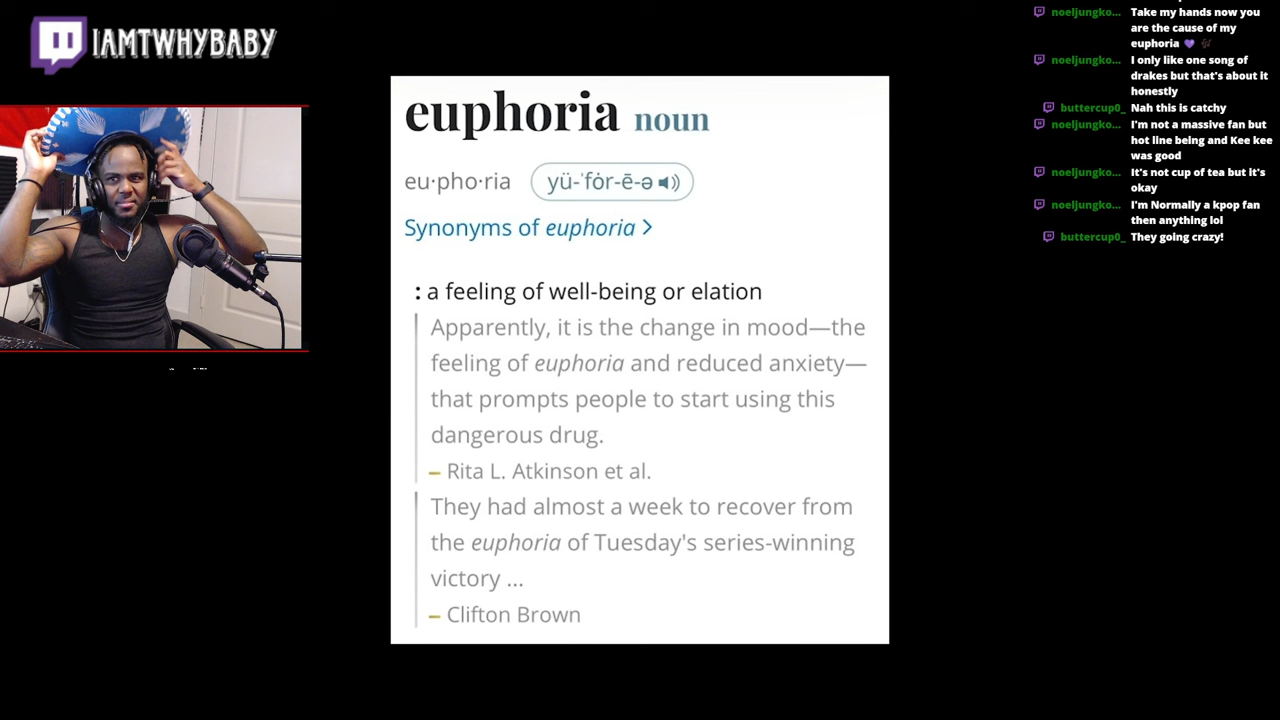 IAMTWHYBABY
euphoria noun
eu·pho·ria yü-ˈfȯr-ē-ə
Synonyms of euphoria >
: a feeling of well-being or elation
Apparently, it is the change in mood—the
feeling of euphoria and reduced anxiety—
that prompts people to start using this
dangerous drug.
– Rita L. Atkinson et al.
They had almost a week to recover from
the euphoria of Tuesday's series-winning
victory ...
– Clifton Brown
noeljungko... Take my hands now you
are the cause of my
euphoria 💜 🎶
noeljungko... I only like one song of
drakes but that's about it
honestly
buttercup0_ Nah this is catchy
noeljungko... I'm not a massive fan but
hot line being and Kee kee
was good
noeljungko... It's not cup of tea but it's
okay
noeljungko... I'm Normally a kpop fan
then anything lol
buttercup0_ They going crazy!